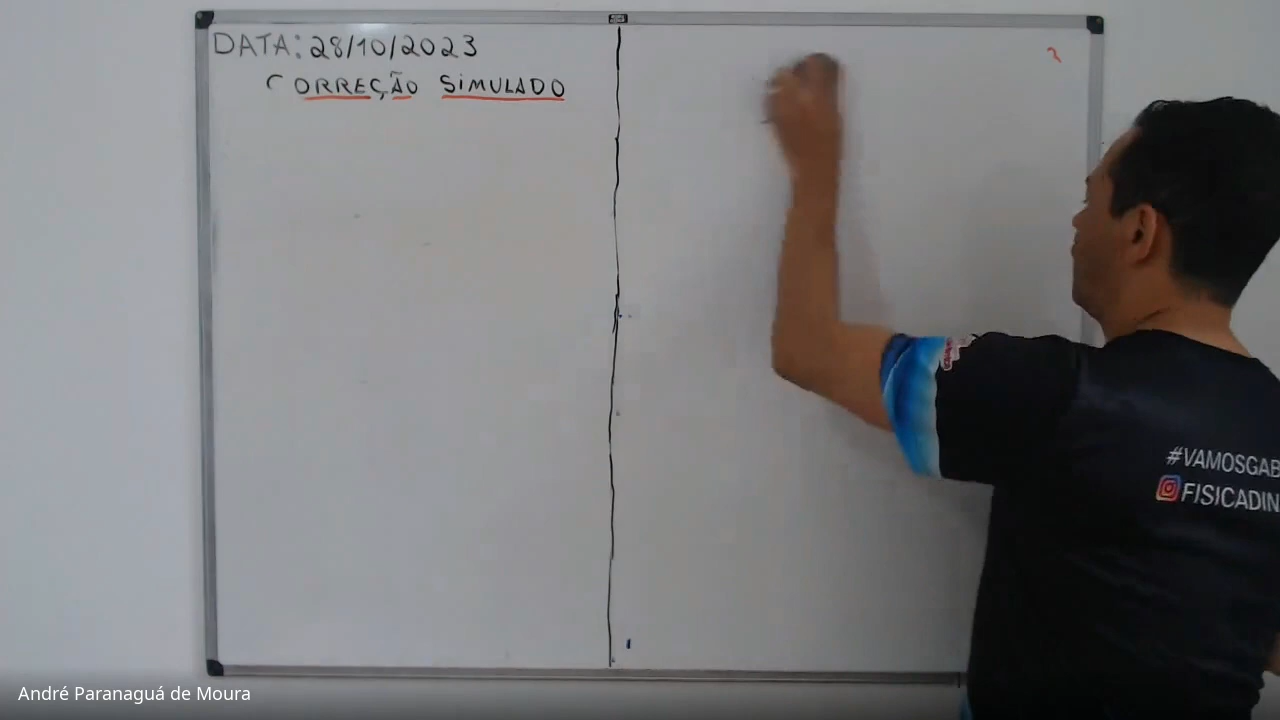 DATA: 28/10/2023
CORREÇÃO SIMULADO
#VAMOSGAB
FISICADIN
André Paranaguá de Moura